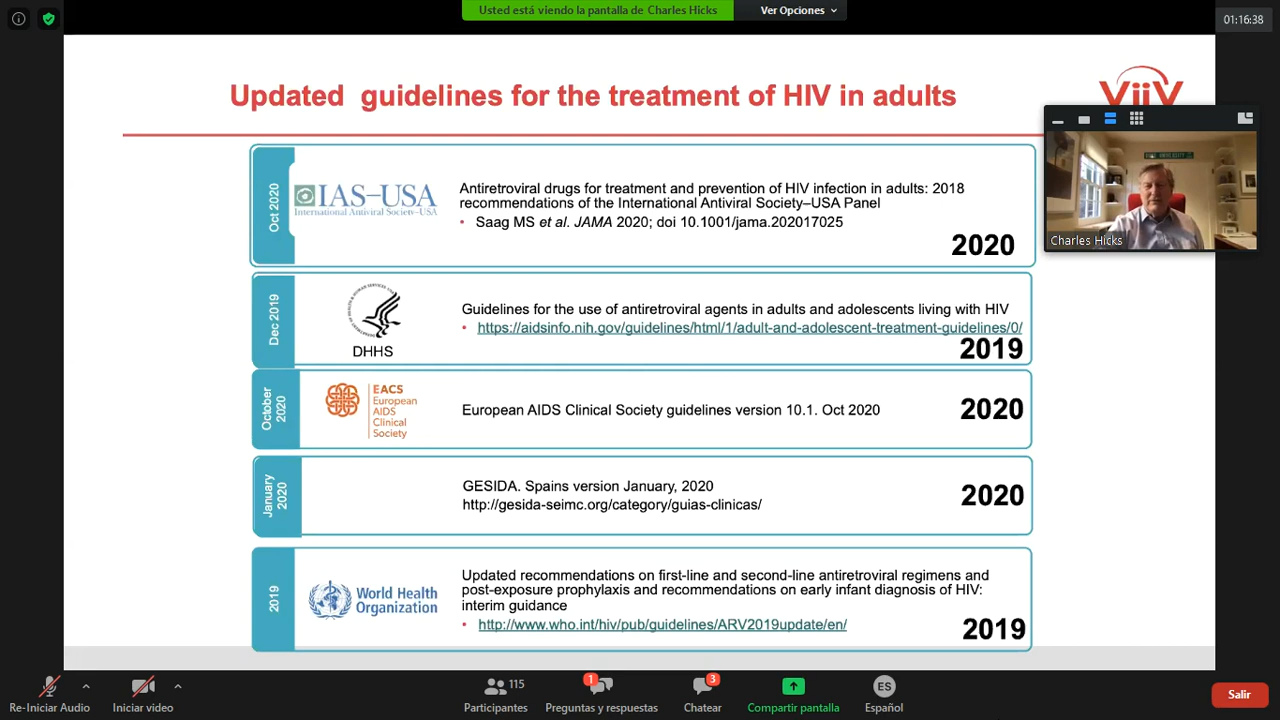 Usted está viendo la pantalla de Charles Hicks
Ver Opciones
01:16:38
Updated guidelines for the treatment of HIV in adults
ViiV
Charles Hicks
Oct 2020
IAS–USA
International Antiviral Society–USA
Antiretroviral drugs for treatment and prevention of HIV infection in adults: 2018
recommendations of the International Antiviral Society–USA Panel
• Saag MS et al. JAMA 2020; doi 10.1001/jama.202017025
2020
Dec 2019
DHHS
Guidelines for the use of antiretroviral agents in adults and adolescents living with HIV
• https://aidsinfo.nih.gov/guidelines/html/1/adult-and-adolescent-treatment-guidelines/0/
2019
October
2020
EACS
European
AIDS
Clinical
Society
European AIDS Clinical Society guidelines version 10.1. Oct 2020
2020
January
2020
GESIDA. Spains version January, 2020
http://gesida-seimc.org/category/guias-clinicas/
2020
2019
World Health
Organization
Updated recommendations on first-line and second-line antiretroviral regimens and
post-exposure prophylaxis and recommendations on early infant diagnosis of HIV:
interim guidance
• http://www.who.int/hiv/pub/guidelines/ARV2019update/en/
2019
Re-Iniciar Audio
Iniciar video
115
Participantes
1
Preguntas y respuestas
3
Chatear
Compartir pantalla
ES
Español
Salir